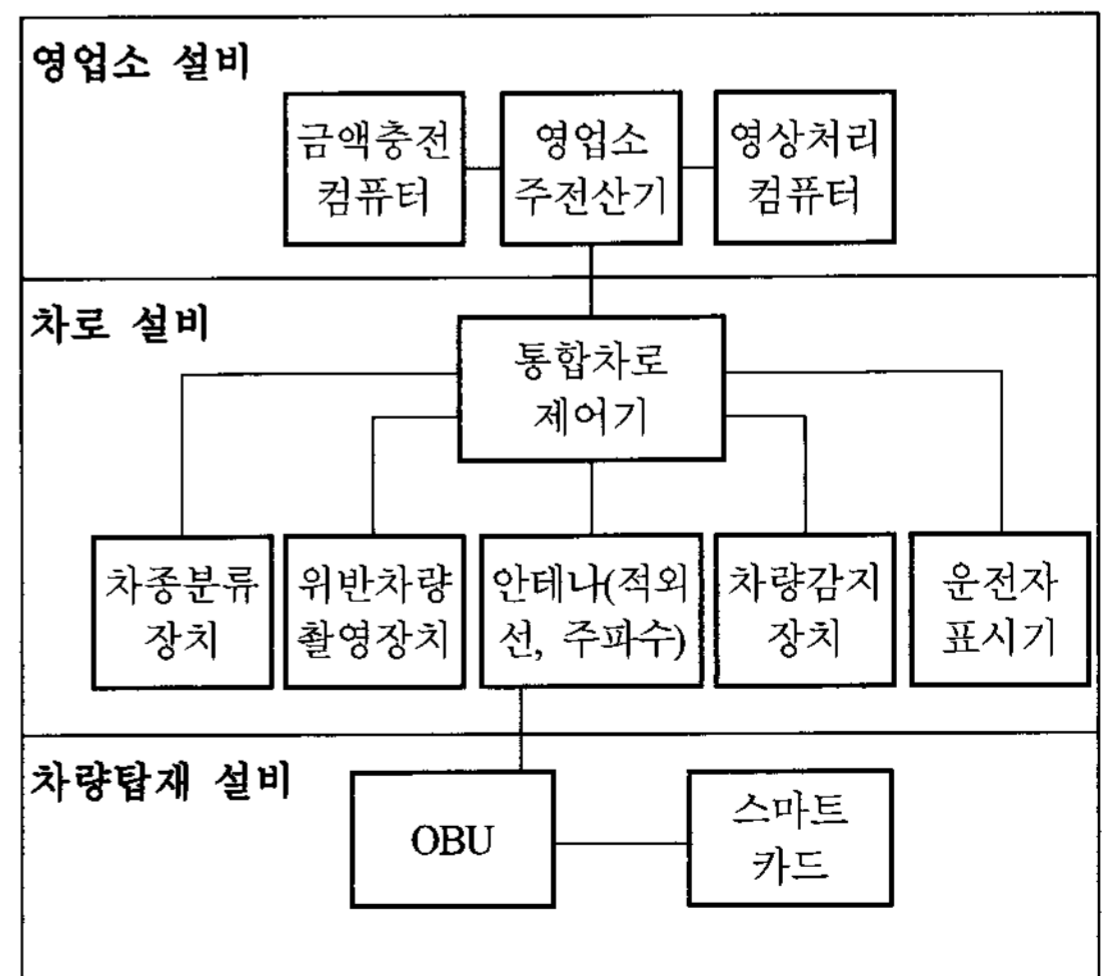 영업소 설비
금액충전
컴퓨터
영업소
주전산기
영상처리
컴퓨터
차로 설비
통합차로
제어기
차종분류
장치
위반차량
촬영장치
안테나(적외
선, 주파수)
차량감지
장치
운전자
표시기
차량탑재 설비
OBU
스마트
카드